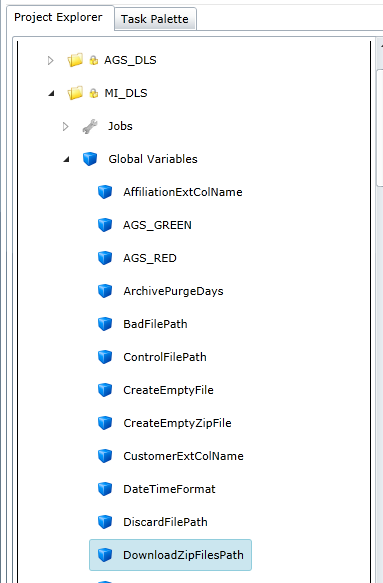 Project Explorer
Task Palette
AGS_DLS
MI_DLS
Jobs
Global Variables
AffiliationExtColName
AGS_GREEN
AGS_RED
ArchivePurgeDays
BadFilePath
ControlFilePath
CreateEmptyFile
CreateEmptyZipFile
CustomerExtColName
DateTimeFormat
DiscardFilePath
DownloadZipFilesPath